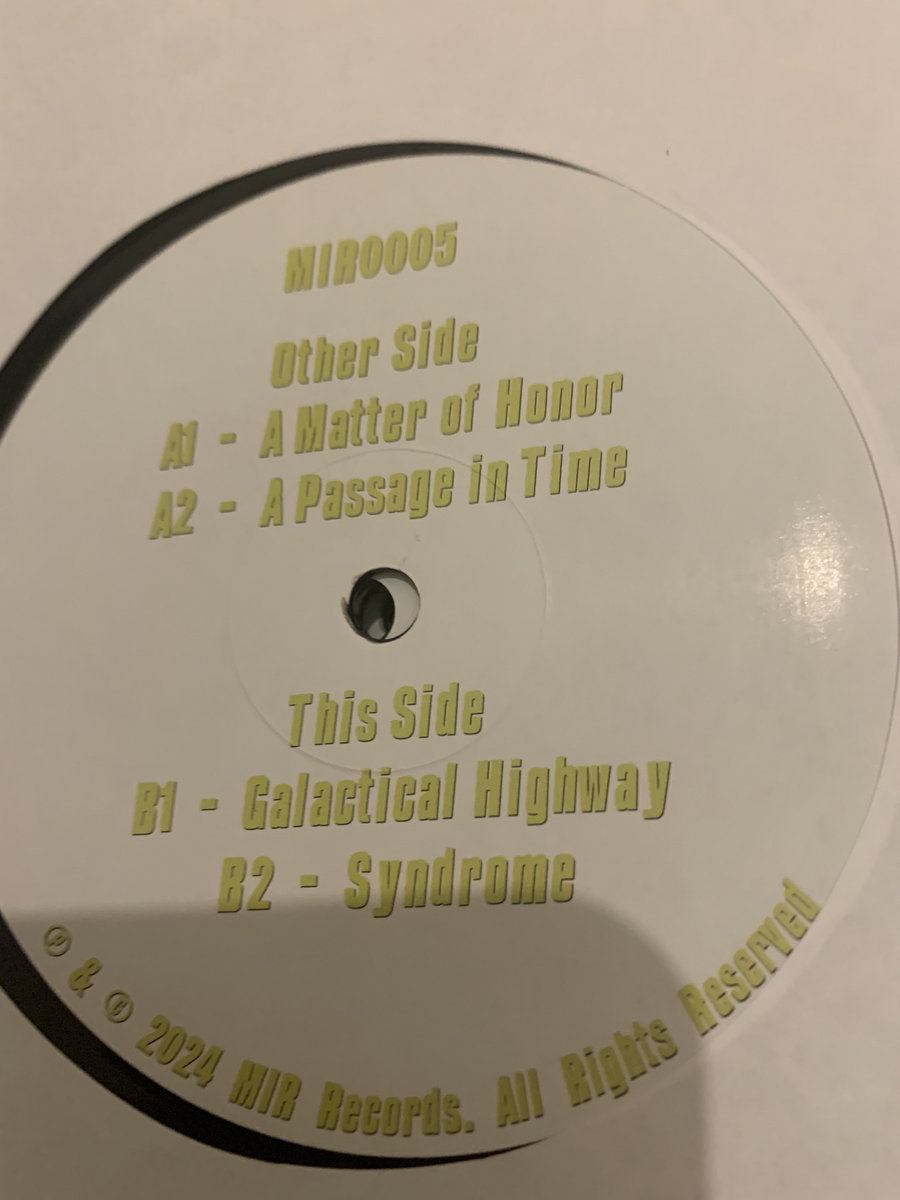 MIR0005
Other Side
A1 - A Matter of Honor
A2 - A Passage in Time
This Side
B1 - Galactical Highway
B2 - Syndrome
℗ & © 2024 MIR Records. All Rights Reserved